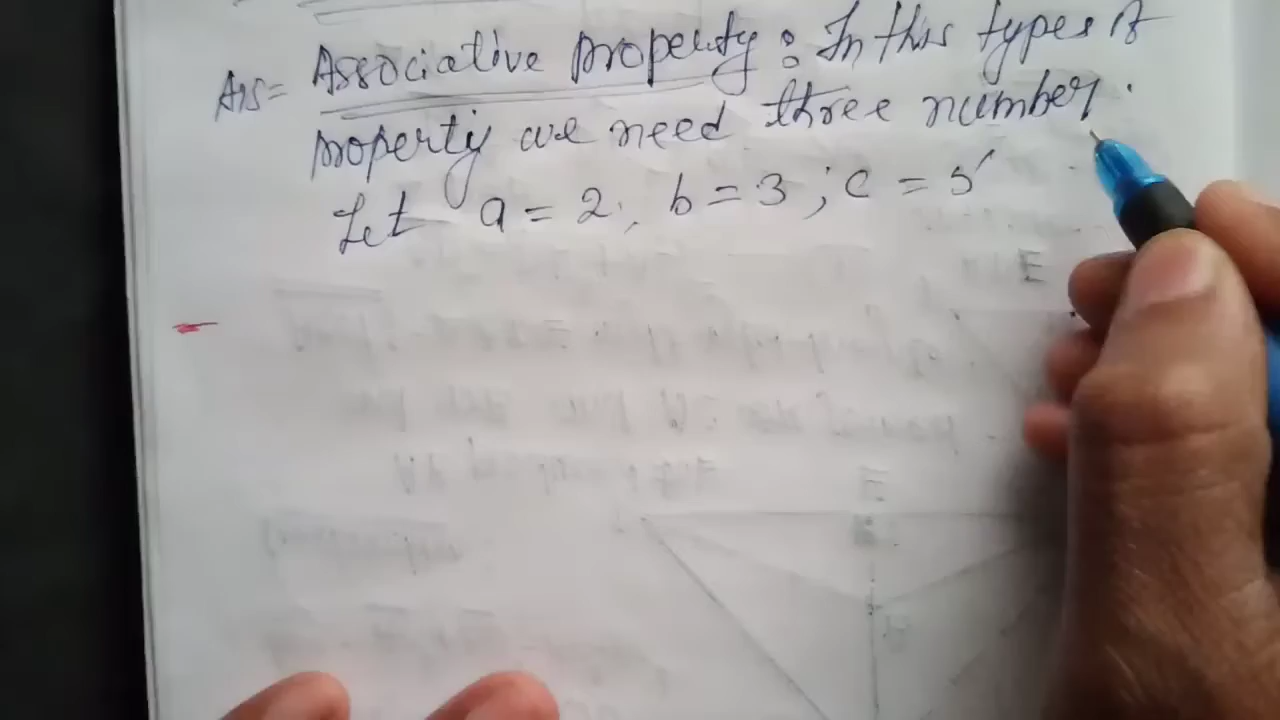 Ans = Associative property : In this types of
property we need three number.
Let a = 2, b = 3 ; c = 5
E
E